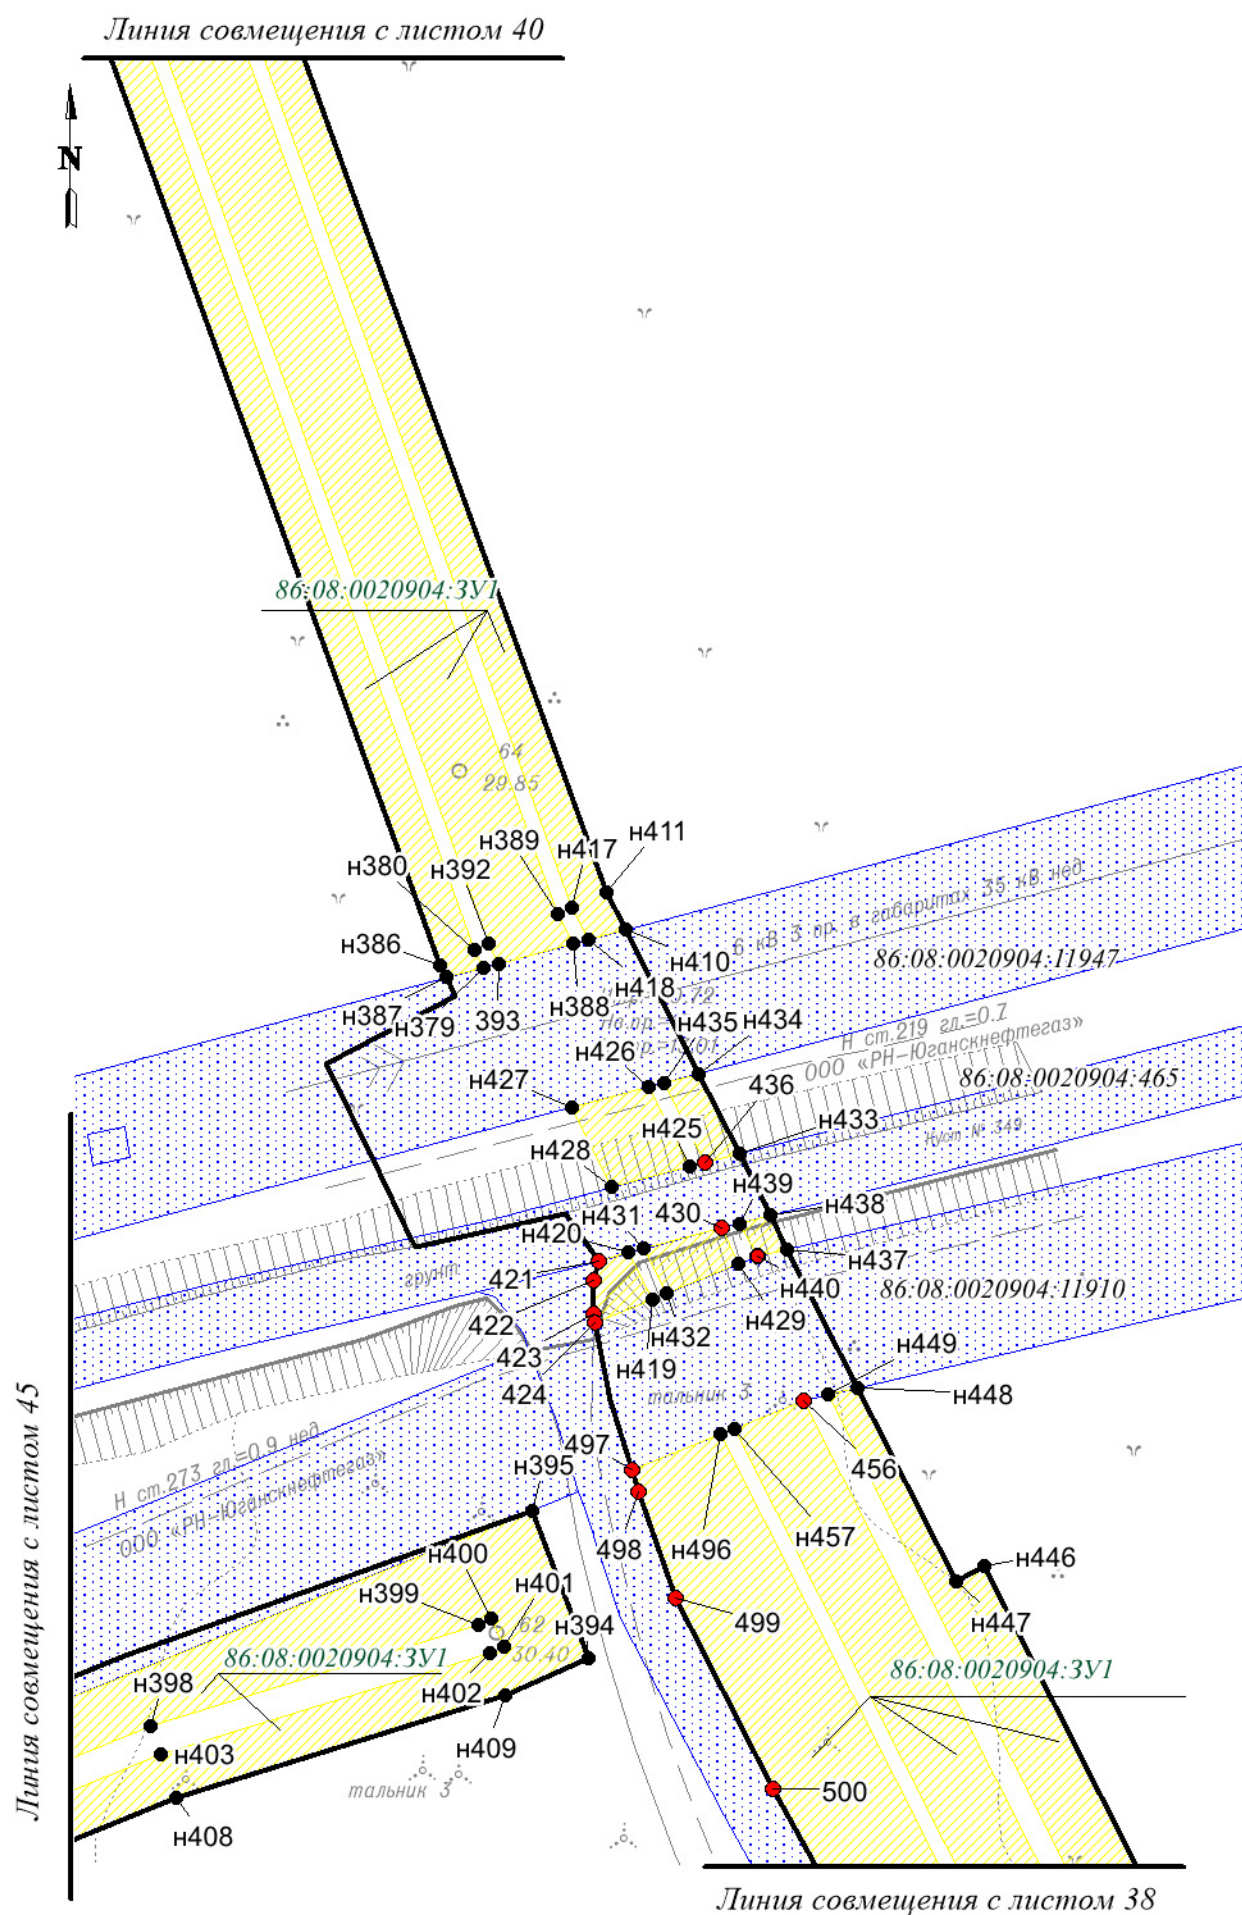 Линия совмещения с листом 40
N
86:08:0020904:ЗУ1
64
29.85
н411
н389
н417
н380
н392
6 кВ 3 пр. в габаритах 35 кВ нед
н386
н410
86:08:0020904:11947
н418
н387
н379
393
н388
н435
н434
Н ст.219 гл.=0.7
ООО «РН-Юганскнефтегаз»
н426
436
86:08:0020904:465
н427
н425
н433
Куст № 349
н428
н439
430
н438
н431
н420
н437
421
грунт
н440
86:08:0020904:11910
422
н432
н429
423
н419
н449
424
тальник 3
н448
497
456
Н ст.273 гл.=0.9 нед
ООО «РН-Юганскнефтегаз»
н395
498
н496
н457
н446
н400
н401
н399
62
н394
499
н447
30.40
86:08:0020904:ЗУ1
86:08:0020904:ЗУ1
н398
н402
н409
н403
тальник 3
500
н408
Линия совмещения с листом 45
Линия совмещения с листом 38